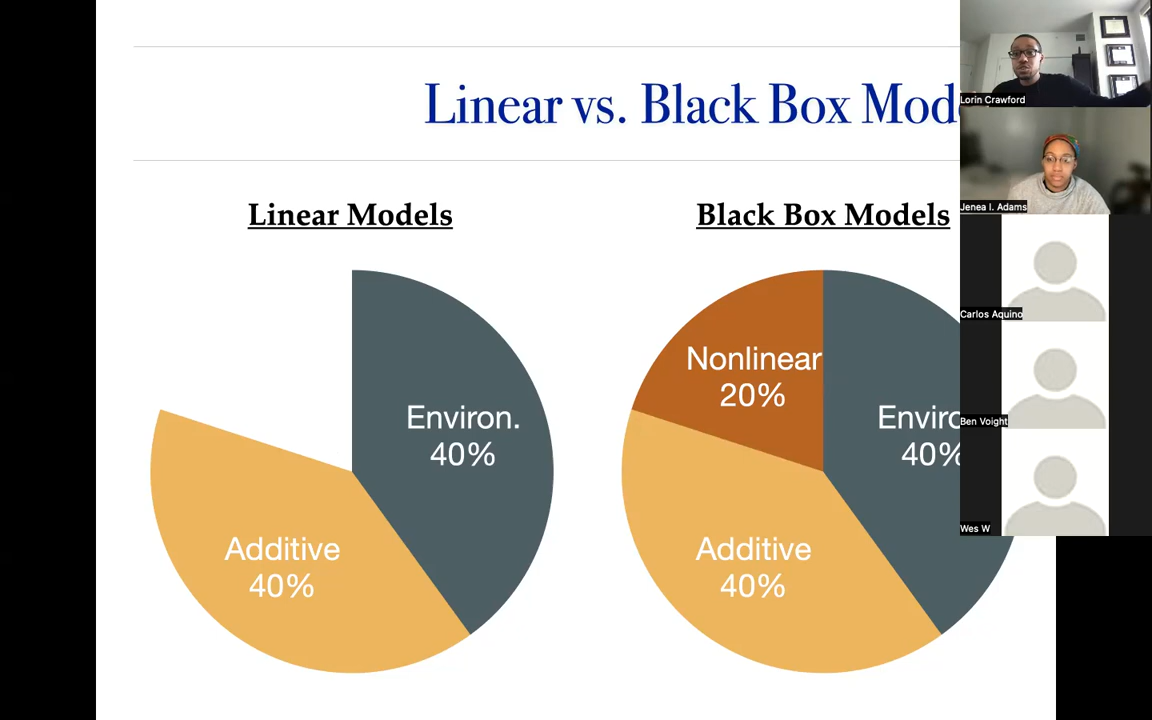 Linear vs. Black Box Mod
Linear Models
Black Box Models
Environ.
40%
Additive
40%
Nonlinear
20%
Enviro
40%
Additive
40%
Lorin Crawford
Jenea I. Adams
Carlos Aquino
Ben Voight
Wes W